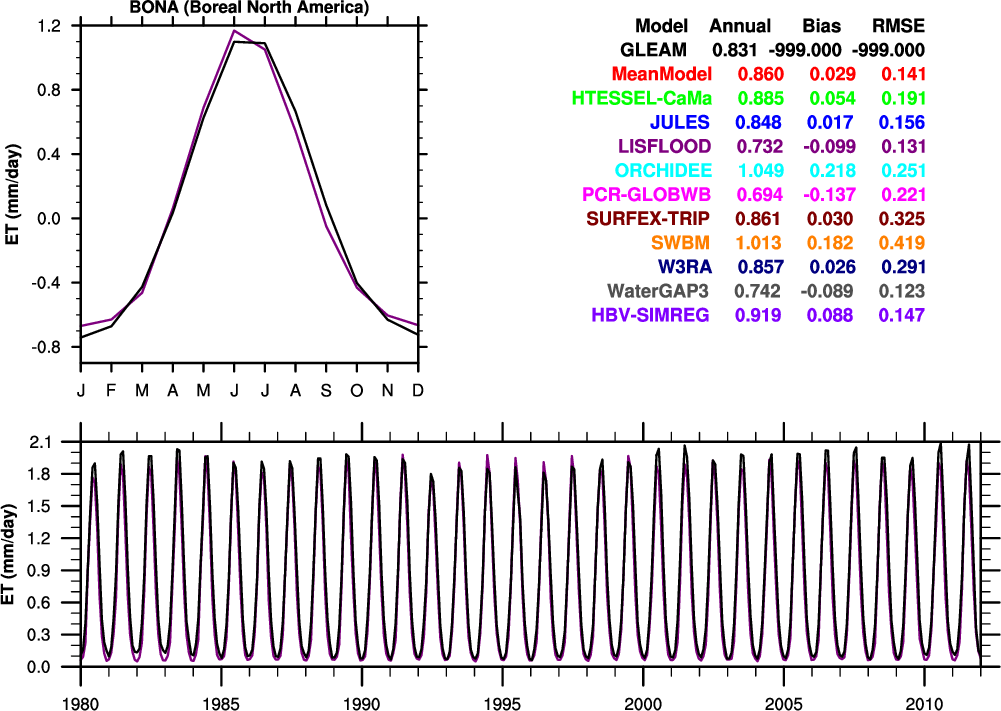 BONA (Boreal North America)
1.2
0.8
0.4
0.0
-0.4
-0.8
ET (mm/day)
J F M A M J J A S O N D
Model Annual Bias RMSE
GLEAM 0.831 -999.000 -999.000
MeanModel 0.860 0.029 0.141
HTESSEL-CaMa 0.885 0.054 0.191
JULES 0.848 0.017 0.156
LISFLOOD 0.732 -0.099 0.131
ORCHIDEE 1.049 0.218 0.251
PCR-GLOBWB 0.694 -0.137 0.221
SURFEX-TRIP 0.861 0.030 0.325
SWBM 1.013 0.182 0.419
W3RA 0.857 0.026 0.291
WaterGAP3 0.742 -0.089 0.123
HBV-SIMREG 0.919 0.088 0.147
2.1
1.8
1.5
1.2
0.9
0.6
0.3
0.0
ET (mm/day)
1980 1985 1990 1995 2000 2005 2010